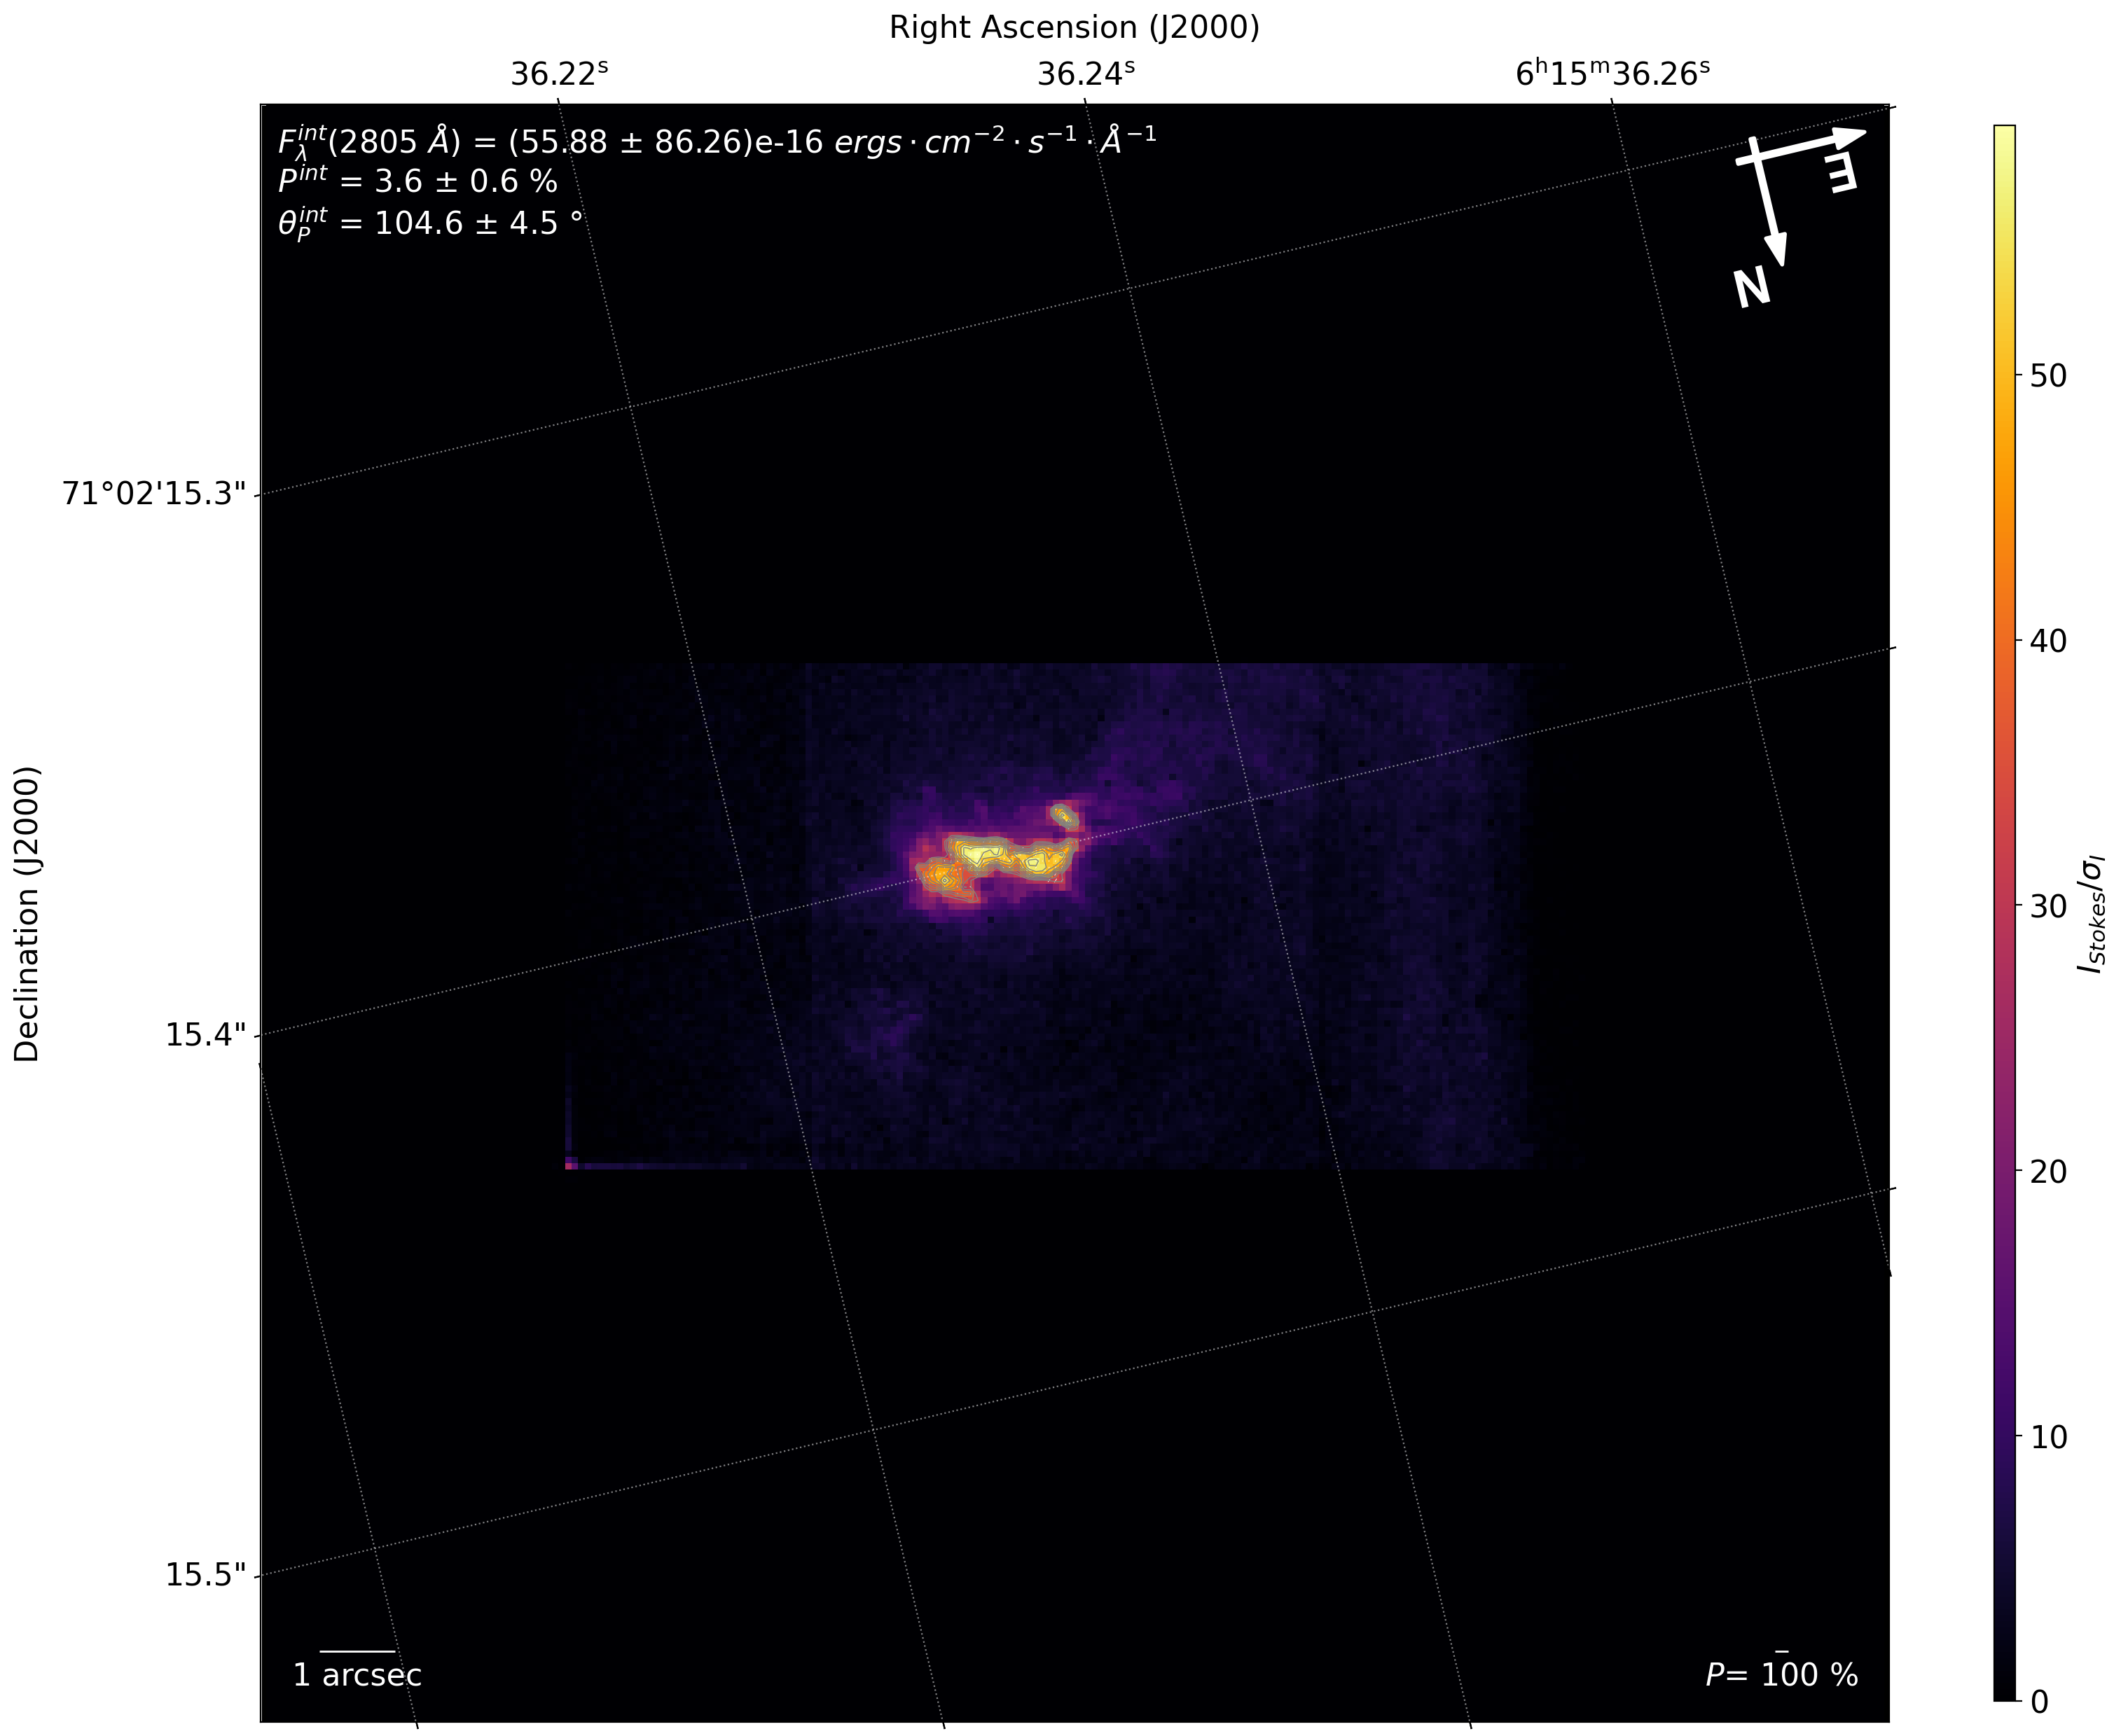 Right Ascension (J2000)
36.22ˢ 36.24ˢ 6ʰ15ᵐ36.26ˢ
F_λ^int(2805 Å) = (55.88 ± 86.26)e-16 ergs · cm⁻² · s⁻¹ · Å⁻¹
P^int = 3.6 ± 0.6 %
θ_P^int = 104.6 ± 4.5 °
E
N
71°02'15.3"
15.4"
15.5"
Declination (J2000)
1 arcsec
P= 100 %
50
40
30
20
10
0
I_Stokes/σ_I